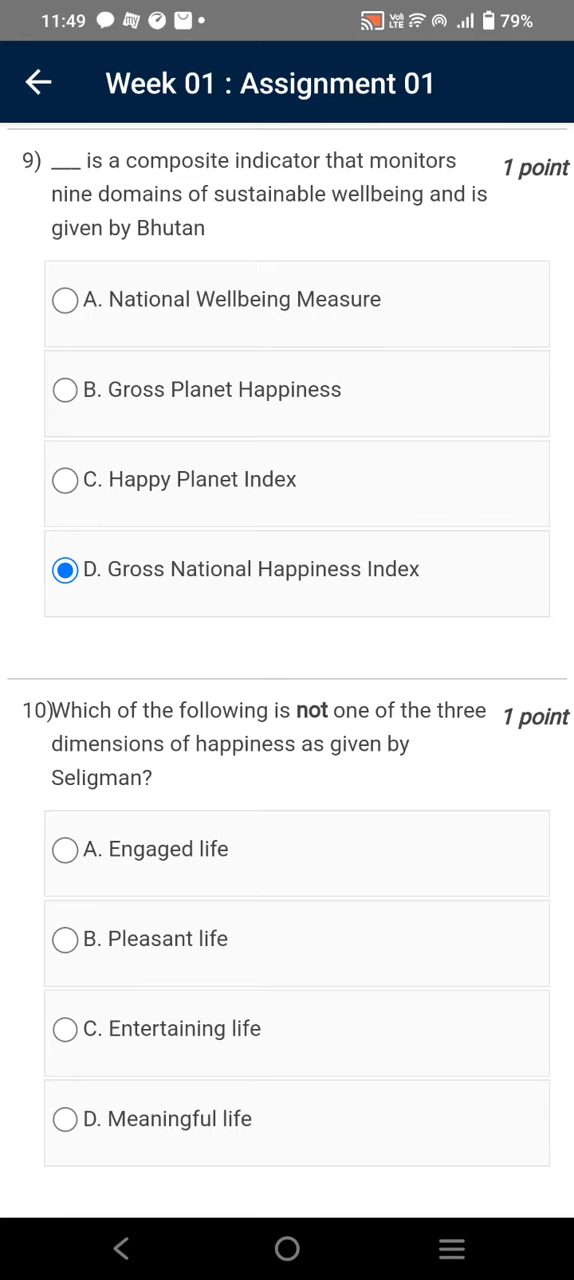 11:49 79%
Week 01 : Assignment 01
9) ___ is a composite indicator that monitors 1 point
nine domains of sustainable wellbeing and is
given by Bhutan
A. National Wellbeing Measure
B. Gross Planet Happiness
C. Happy Planet Index
D. Gross National Happiness Index
10)Which of the following is not one of the three 1 point
dimensions of happiness as given by
Seligman?
A. Engaged life
B. Pleasant life
C. Entertaining life
D. Meaningful life